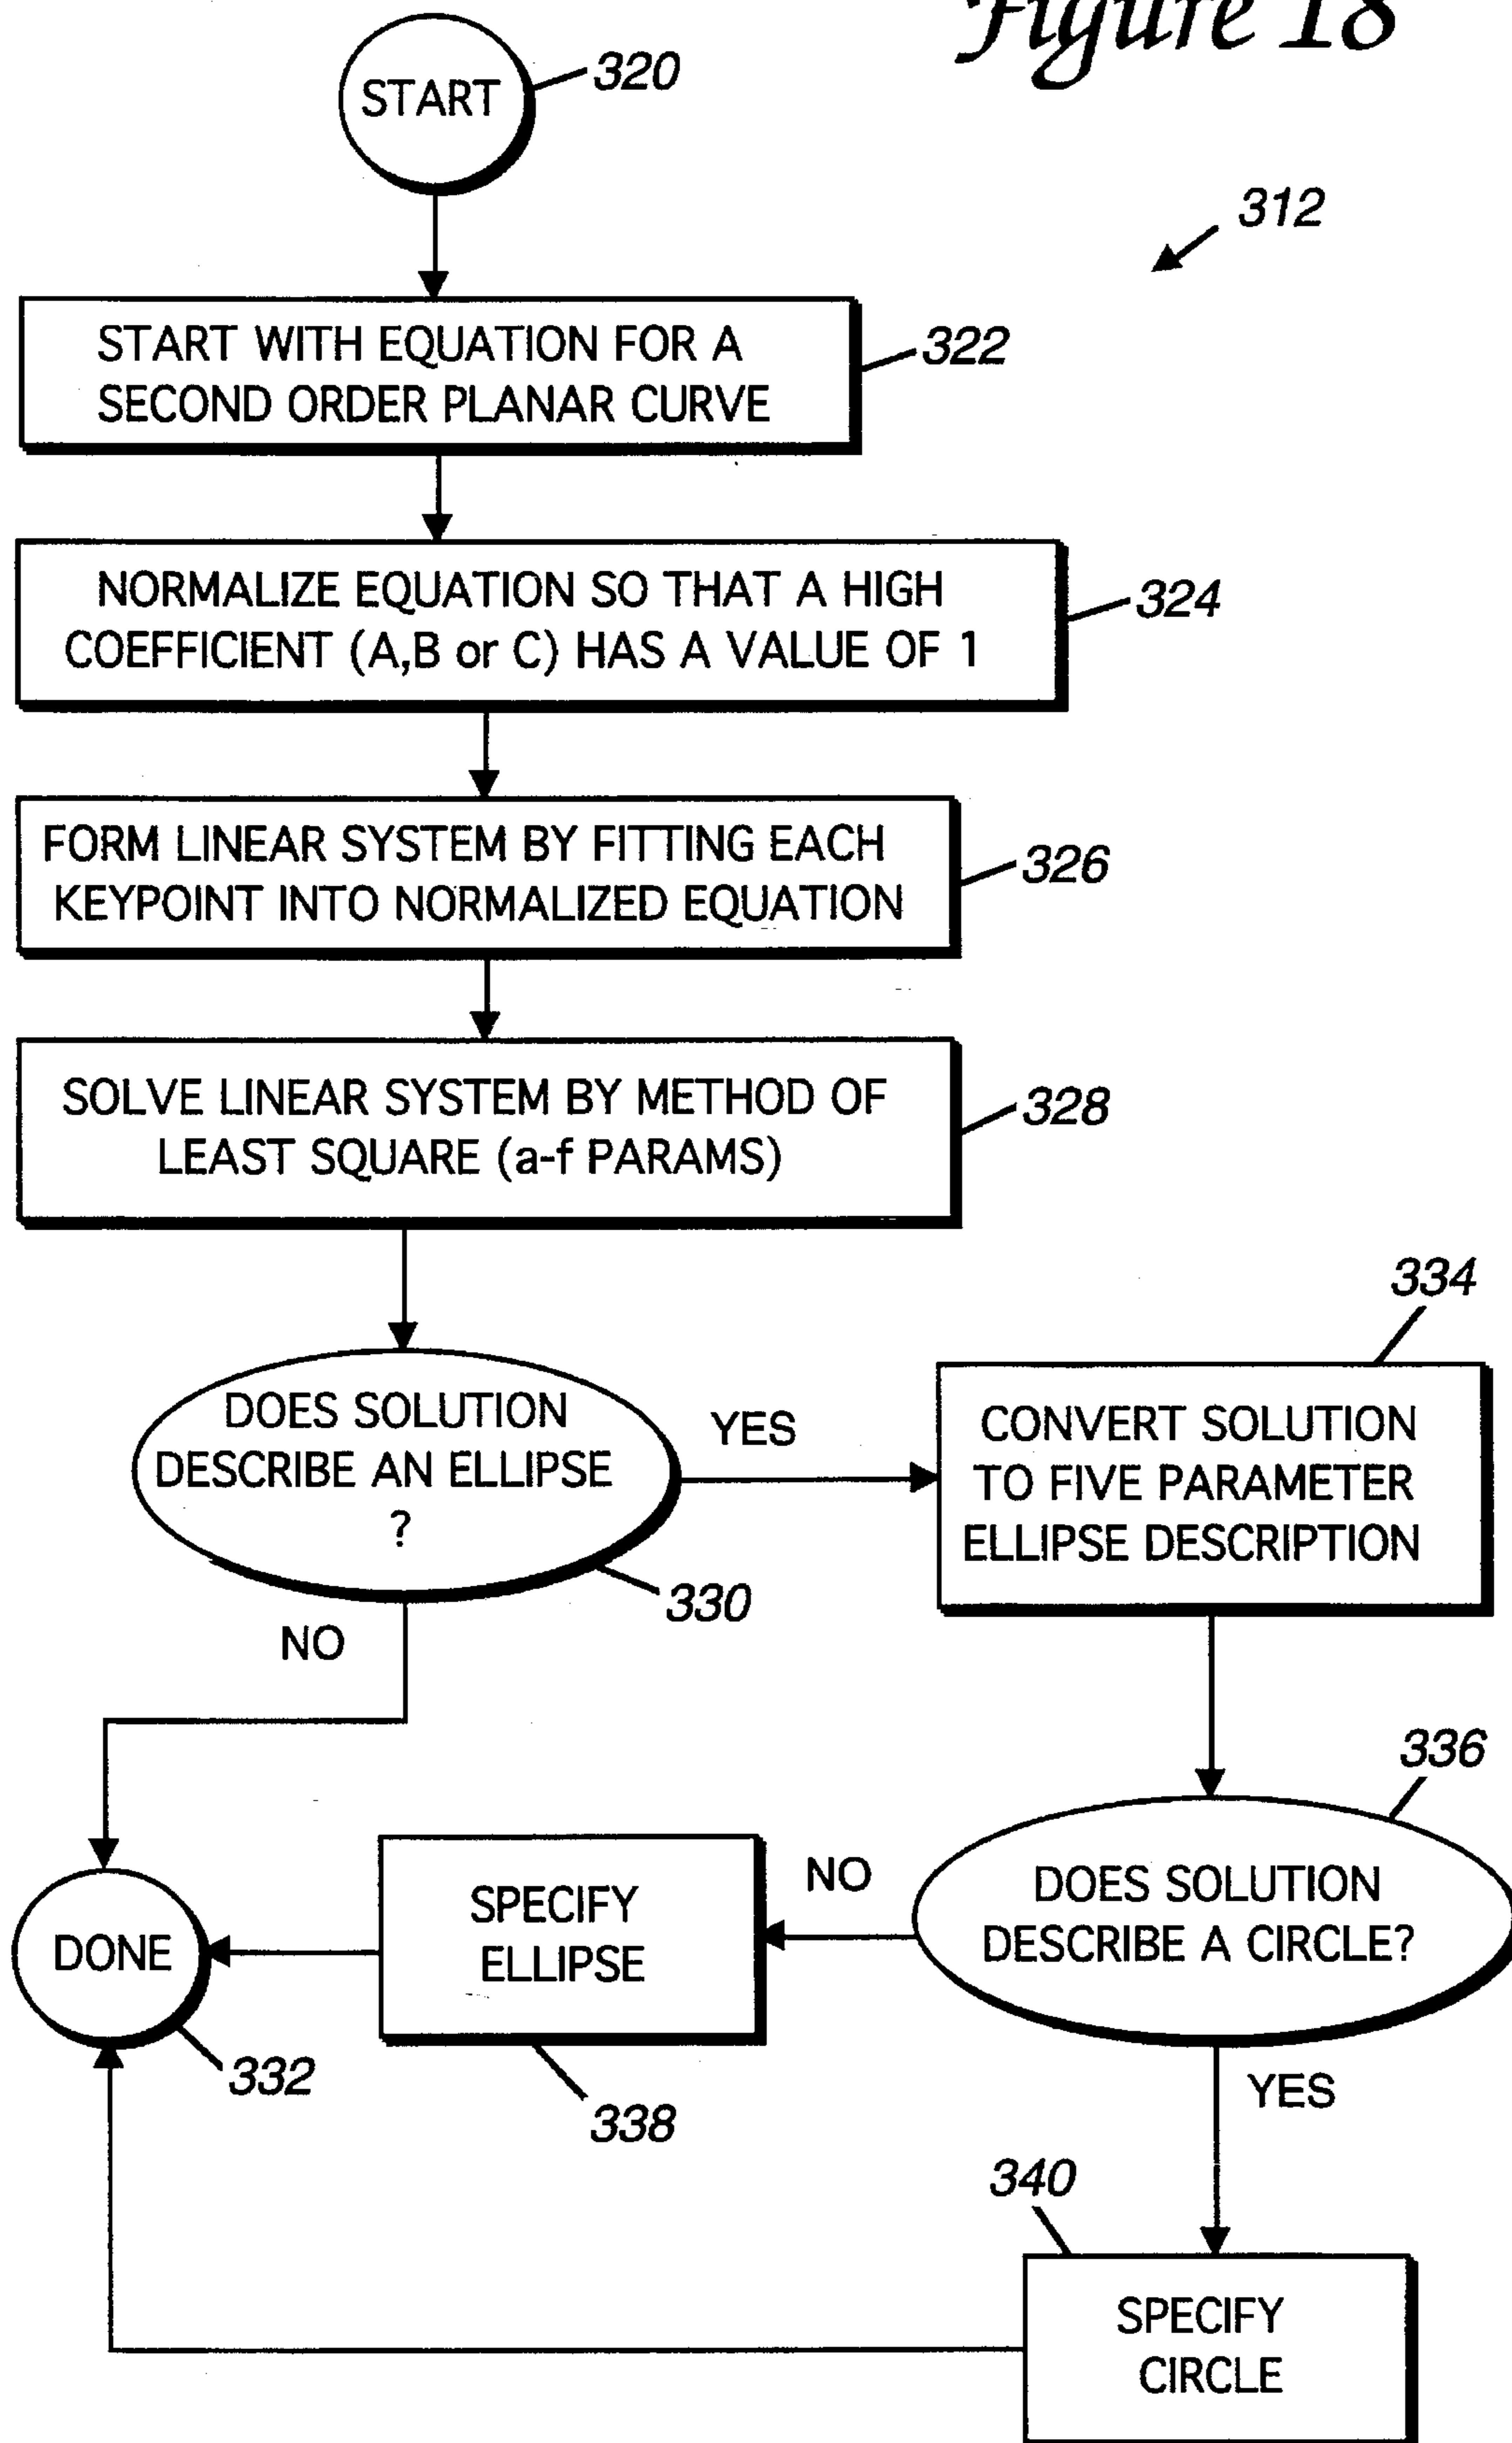 Figure 18
START
320
312
START WITH EQUATION FOR A
SECOND ORDER PLANAR CURVE
322
NORMALIZE EQUATION SO THAT A HIGH
COEFFICIENT (A,B or C) HAS A VALUE OF 1
324
FORM LINEAR SYSTEM BY FITTING EACH
KEYPOINT INTO NORMALIZED EQUATION
326
SOLVE LINEAR SYSTEM BY METHOD OF
LEAST SQUARE (a-f PARAMS)
328
DOES SOLUTION
DESCRIBE AN ELLIPSE
?
330
YES
NO
334
CONVERT SOLUTION
TO FIVE PARAMETER
ELLIPSE DESCRIPTION
336
DOES SOLUTION
DESCRIBE A CIRCLE?
NO
SPECIFY
ELLIPSE
338
DONE
332
YES
340
SPECIFY
CIRCLE